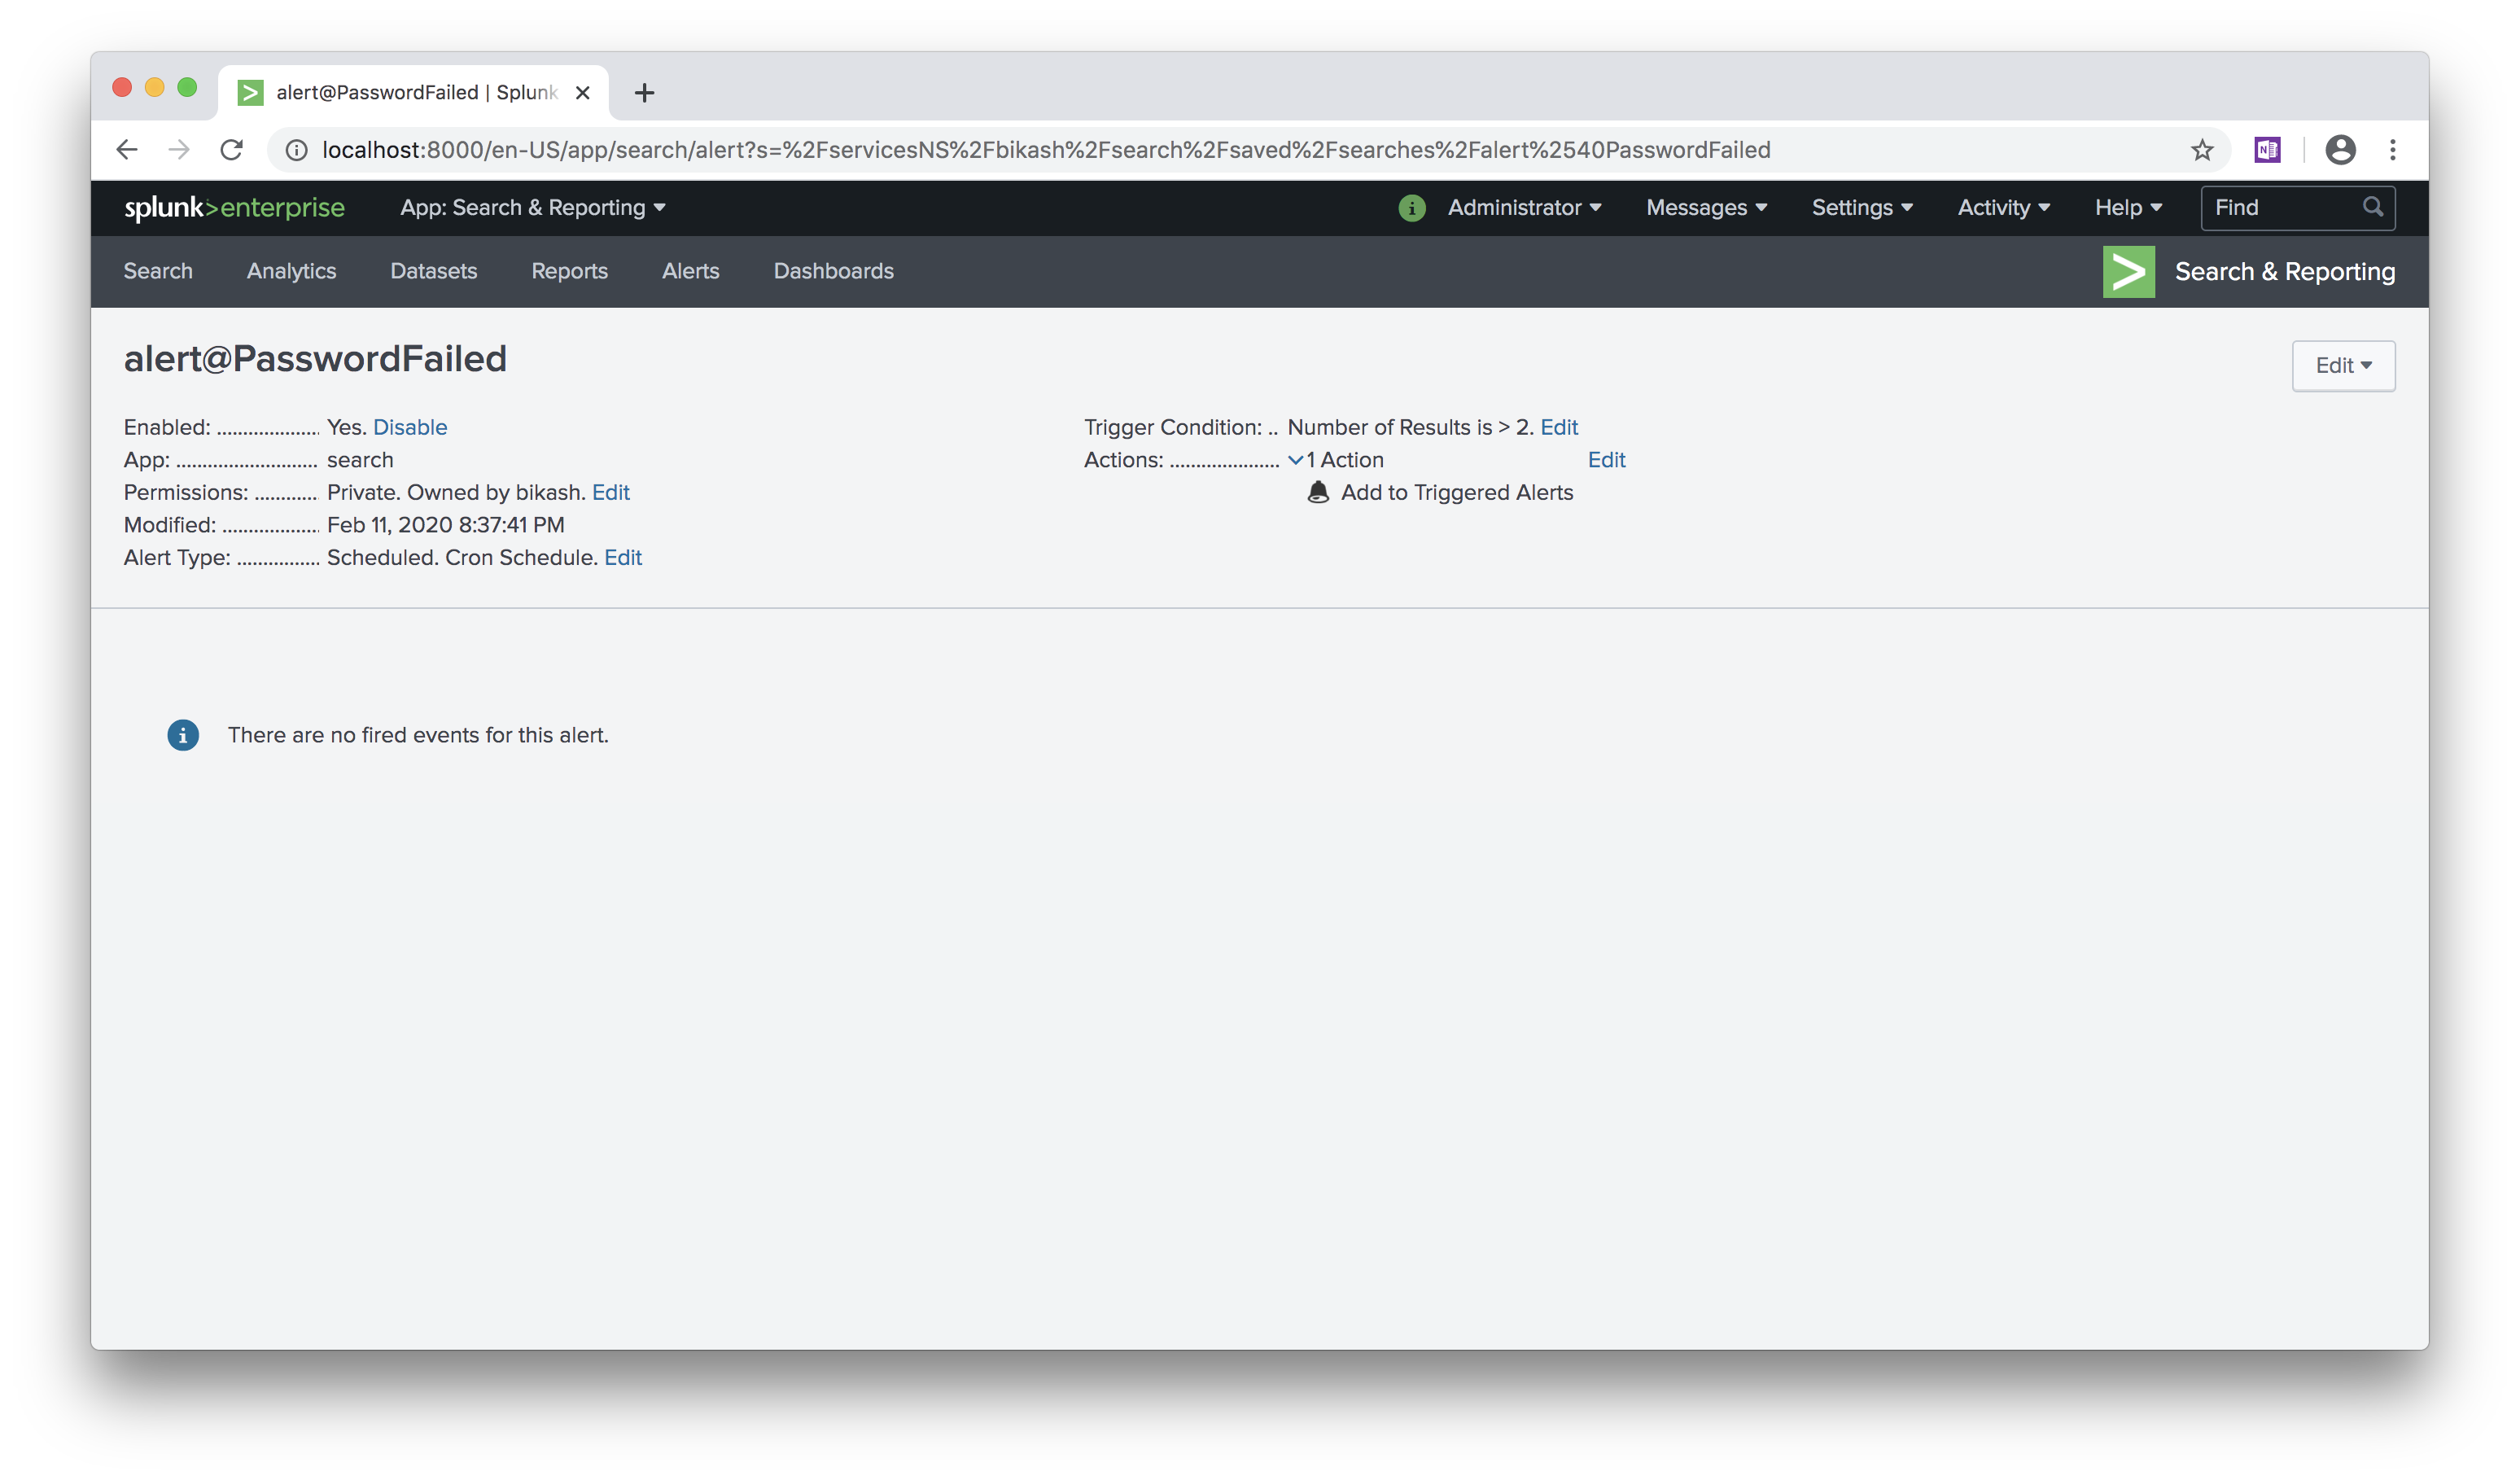 alert@PasswordFailed | Splunk
localhost:8000/en-US/app/search/alert?s=%2FservicesNS%2Fbikash%2Fsearch%2Fsaved%2Fsearches%2Falert%2540PasswordFailed
splunk>enterprise App: Search & Reporting i Administrator Messages Settings Activity Help Find
Search Analytics Datasets Reports Alerts Dashboards > Search & Reporting
alert@PasswordFailed Edit
Enabled: .................... Yes. Disable
App: ........................... search
Permissions: ............. Private. Owned by bikash. Edit
Modified: ................... Feb 11, 2020 8:37:41 PM
Alert Type: ................ Scheduled. Cron Schedule. Edit
Trigger Condition: .. Number of Results is > 2. Edit
Actions: ..................... 1 Action Edit
Add to Triggered Alerts
i There are no fired events for this alert.